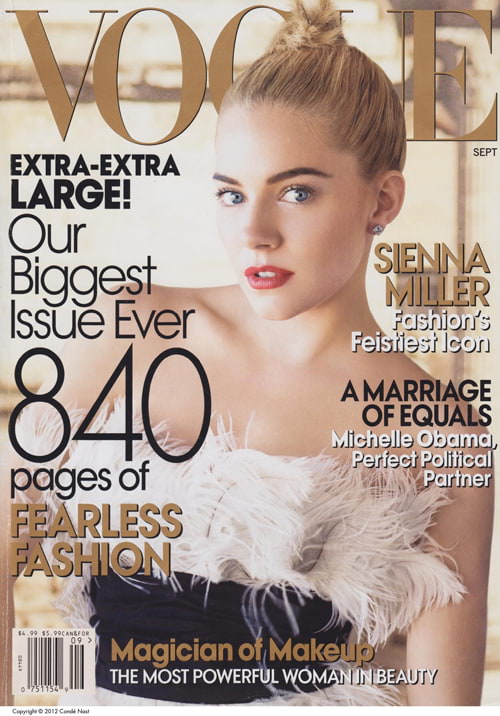 VOGUE
SEPT
EXTRA-EXTRA
LARGE!
Our
Biggest
Issue Ever
840
pages of
FEARLESS
FASHION
SIENNA
MILLER
Fashion's
Feistiest Icon
A MARRIAGE
OF EQUALS
Michelle Obama,
Perfect Political
Partner
Magician of Makeup
THE MOST POWERFUL WOMAN IN BEAUTY
$4.99 $5.99CAN&FOR
09 >
0 751154 9
Copyright © 2012 Condé Nast